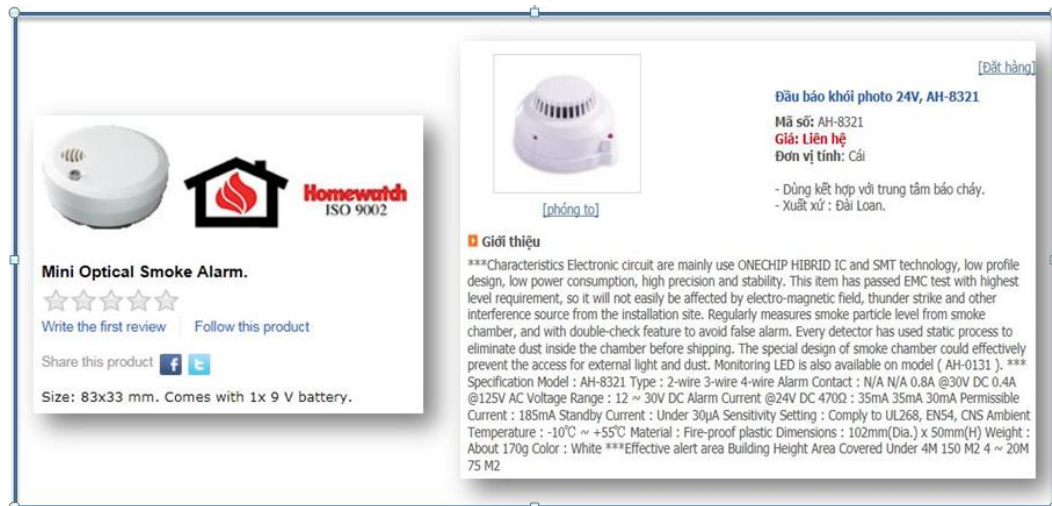 Homewatch
ISO 9002
Mini Optical Smoke Alarm.
Write the first review Follow this product
Share this product
Size: 83x33 mm. Comes with 1x 9 V battery.
[Đặt hàng]
Đầu báo khói photo 24V, AH-8321
Mã số: AH-8321
Giá: Liên hệ
Đơn vị tính: Cái
- Dùng kết hợp với trung tâm báo cháy.
- Xuất xứ : Đài Loan.
[phóng to]
Giới thiệu
***Characteristics Electronic circuit are mainly use ONECHIP HIBRID IC and SMT technology, low profile
design, low power consumption, high precision and stability. This item has passed EMC test with highest
level requirement, so it will not easily be affected by electro-magnetic field, thunder strike and other
interference source from the installation site. Regularly measures smoke particle level from smoke
chamber, and with double-check feature to avoid false alarm. Every detector has used static process to
eliminate dust inside the chamber before shipping. The special design of smoke chamber could effectively
prevent the access for external light and dust. Monitoring LED is also available on model ( AH-0131 ). ***
Specification Model : AH-8321 Type : 2-wire 3-wire 4-wire Alarm Contact : N/A N/A 0.8A @30V DC 0.4A
@125V AC Voltage Range : 12 ~ 30V DC Alarm Current @24V DC 470Ω : 35mA 35mA 30mA Permissible
Current : 185mA Standby Current : Under 30μA Sensitivity Setting : Comply to UL268, EN54, CNS Ambient
Temperature : -10℃ ~ +55℃ Material : Fire-proof plastic Dimensions : 102mm(Dia.) x 50mm(H) Weight :
About 170g Color : White ***Effective alert area Building Height Area Covered Under 4M 150 M2 4 ~ 20M
75 M2